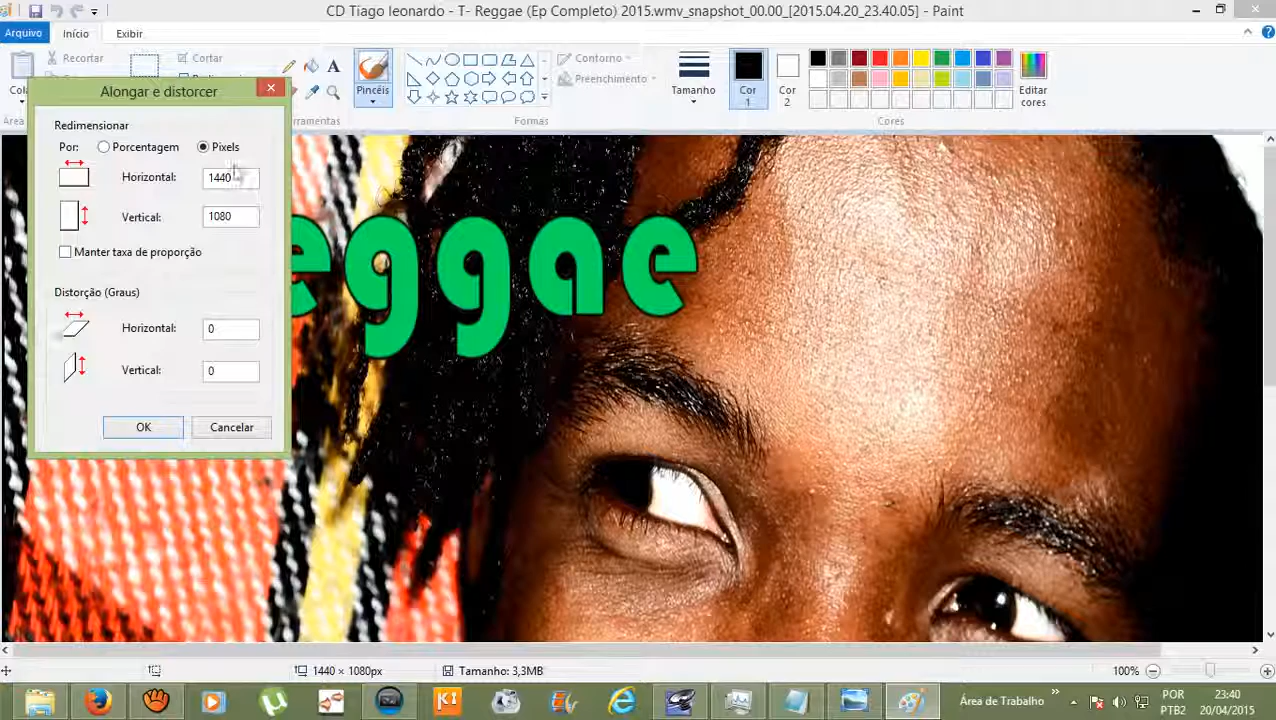 CD Tiago leonardo - T- Reggae (Ep Completo) 2015.wmv_snapshot_00.00_[2015.04.20_23.40.05] - Paint
Arquivo Início Exibir
Recortar Cortar
Pincéis
Contorno
Preenchimento
Tamanho
Cor 1
Cor 2
Editar cores
Formas Cores
Alongar e distorcer
Redimensionar
Por: Porcentagem Pixels
Horizontal: 1440
Vertical: 1080
Manter taxa de proporção
Distorção (Graus)
Horizontal: 0
Vertical: 0
OK Cancelar
eggae
1440 × 1080px Tamanho: 3,3MB 100%
Área de Trabalho
POR
PTB2
23:40
20/04/2015